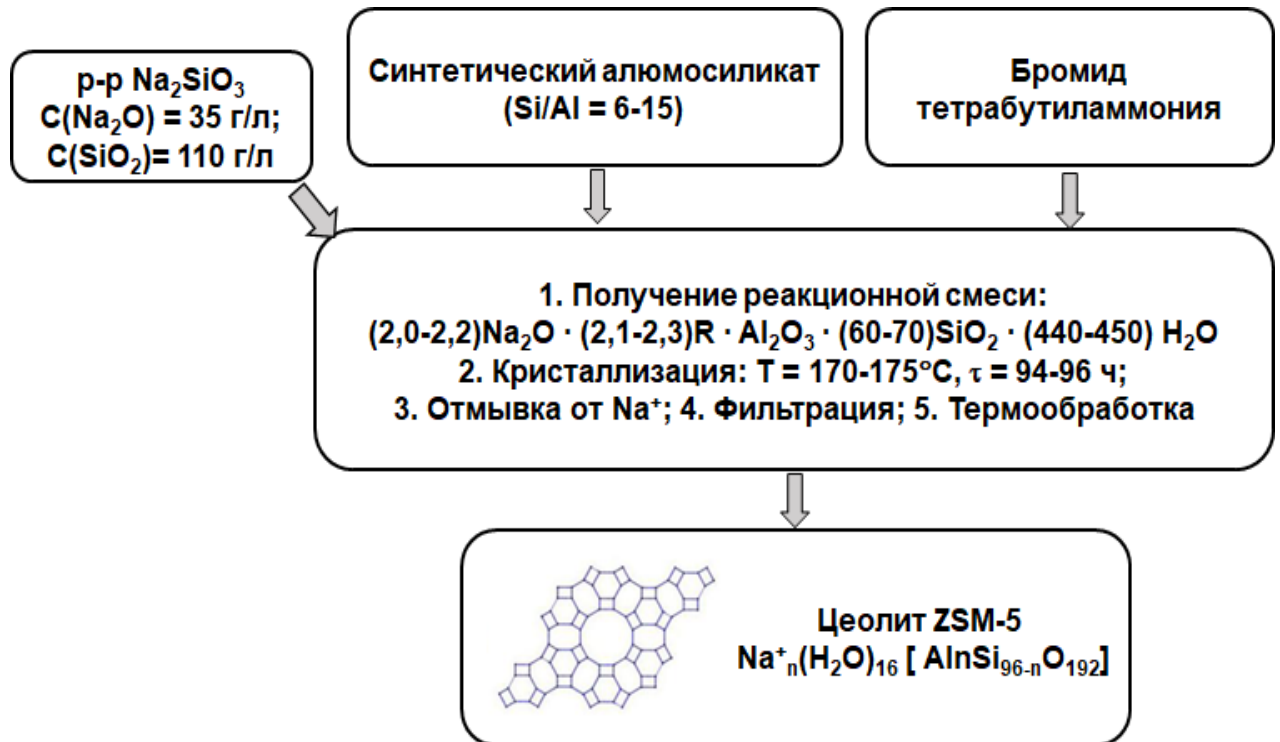 р-р Na₂SiO₃
C(Na₂O) = 35 г/л;
C(SiO₂)= 110 г/л
Синтетический алюмосиликат
(Si/Al = 6-15)
Бромид
тетрабутиламмония
1. Получение реакционной смеси:
(2,0-2,2)Na₂O · (2,1-2,3)R · Al₂O₃ · (60-70)SiO₂ · (440-450) H₂O
2. Кристаллизация: T = 170-175°C, τ = 94-96 ч;
3. Отмывка от Na⁺; 4. Фильтрация; 5. Термообработка
Цеолит ZSM-5
Na⁺ₙ(H₂O)₁₆ [ AlnSi₉₆₋ₙO₁₉₂]